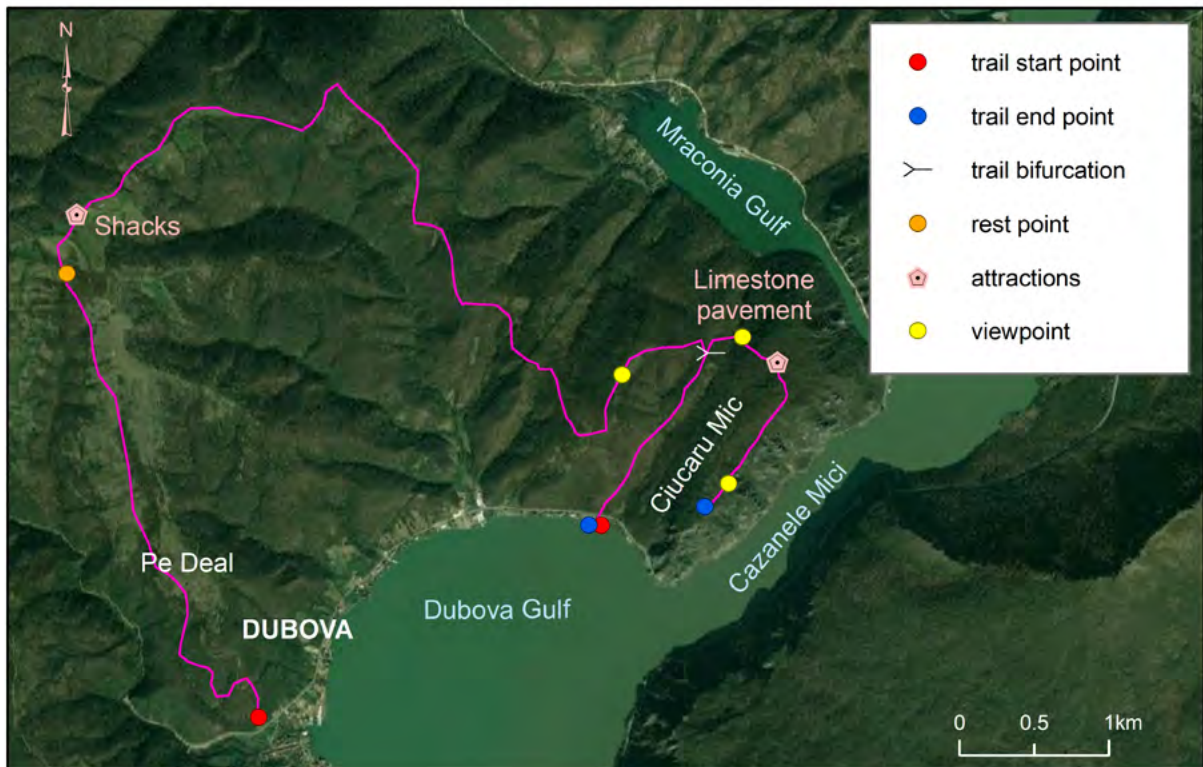 N
trail start point
trail end point
trail bifurcation
rest point
attractions
viewpoint
Mraconia Gulf
Shacks
Limestone
pavement
Ciucaru Mic
Cazanele Mici
Pe Deal
DUBOVA
Dubova Gulf
0 0.5 1km